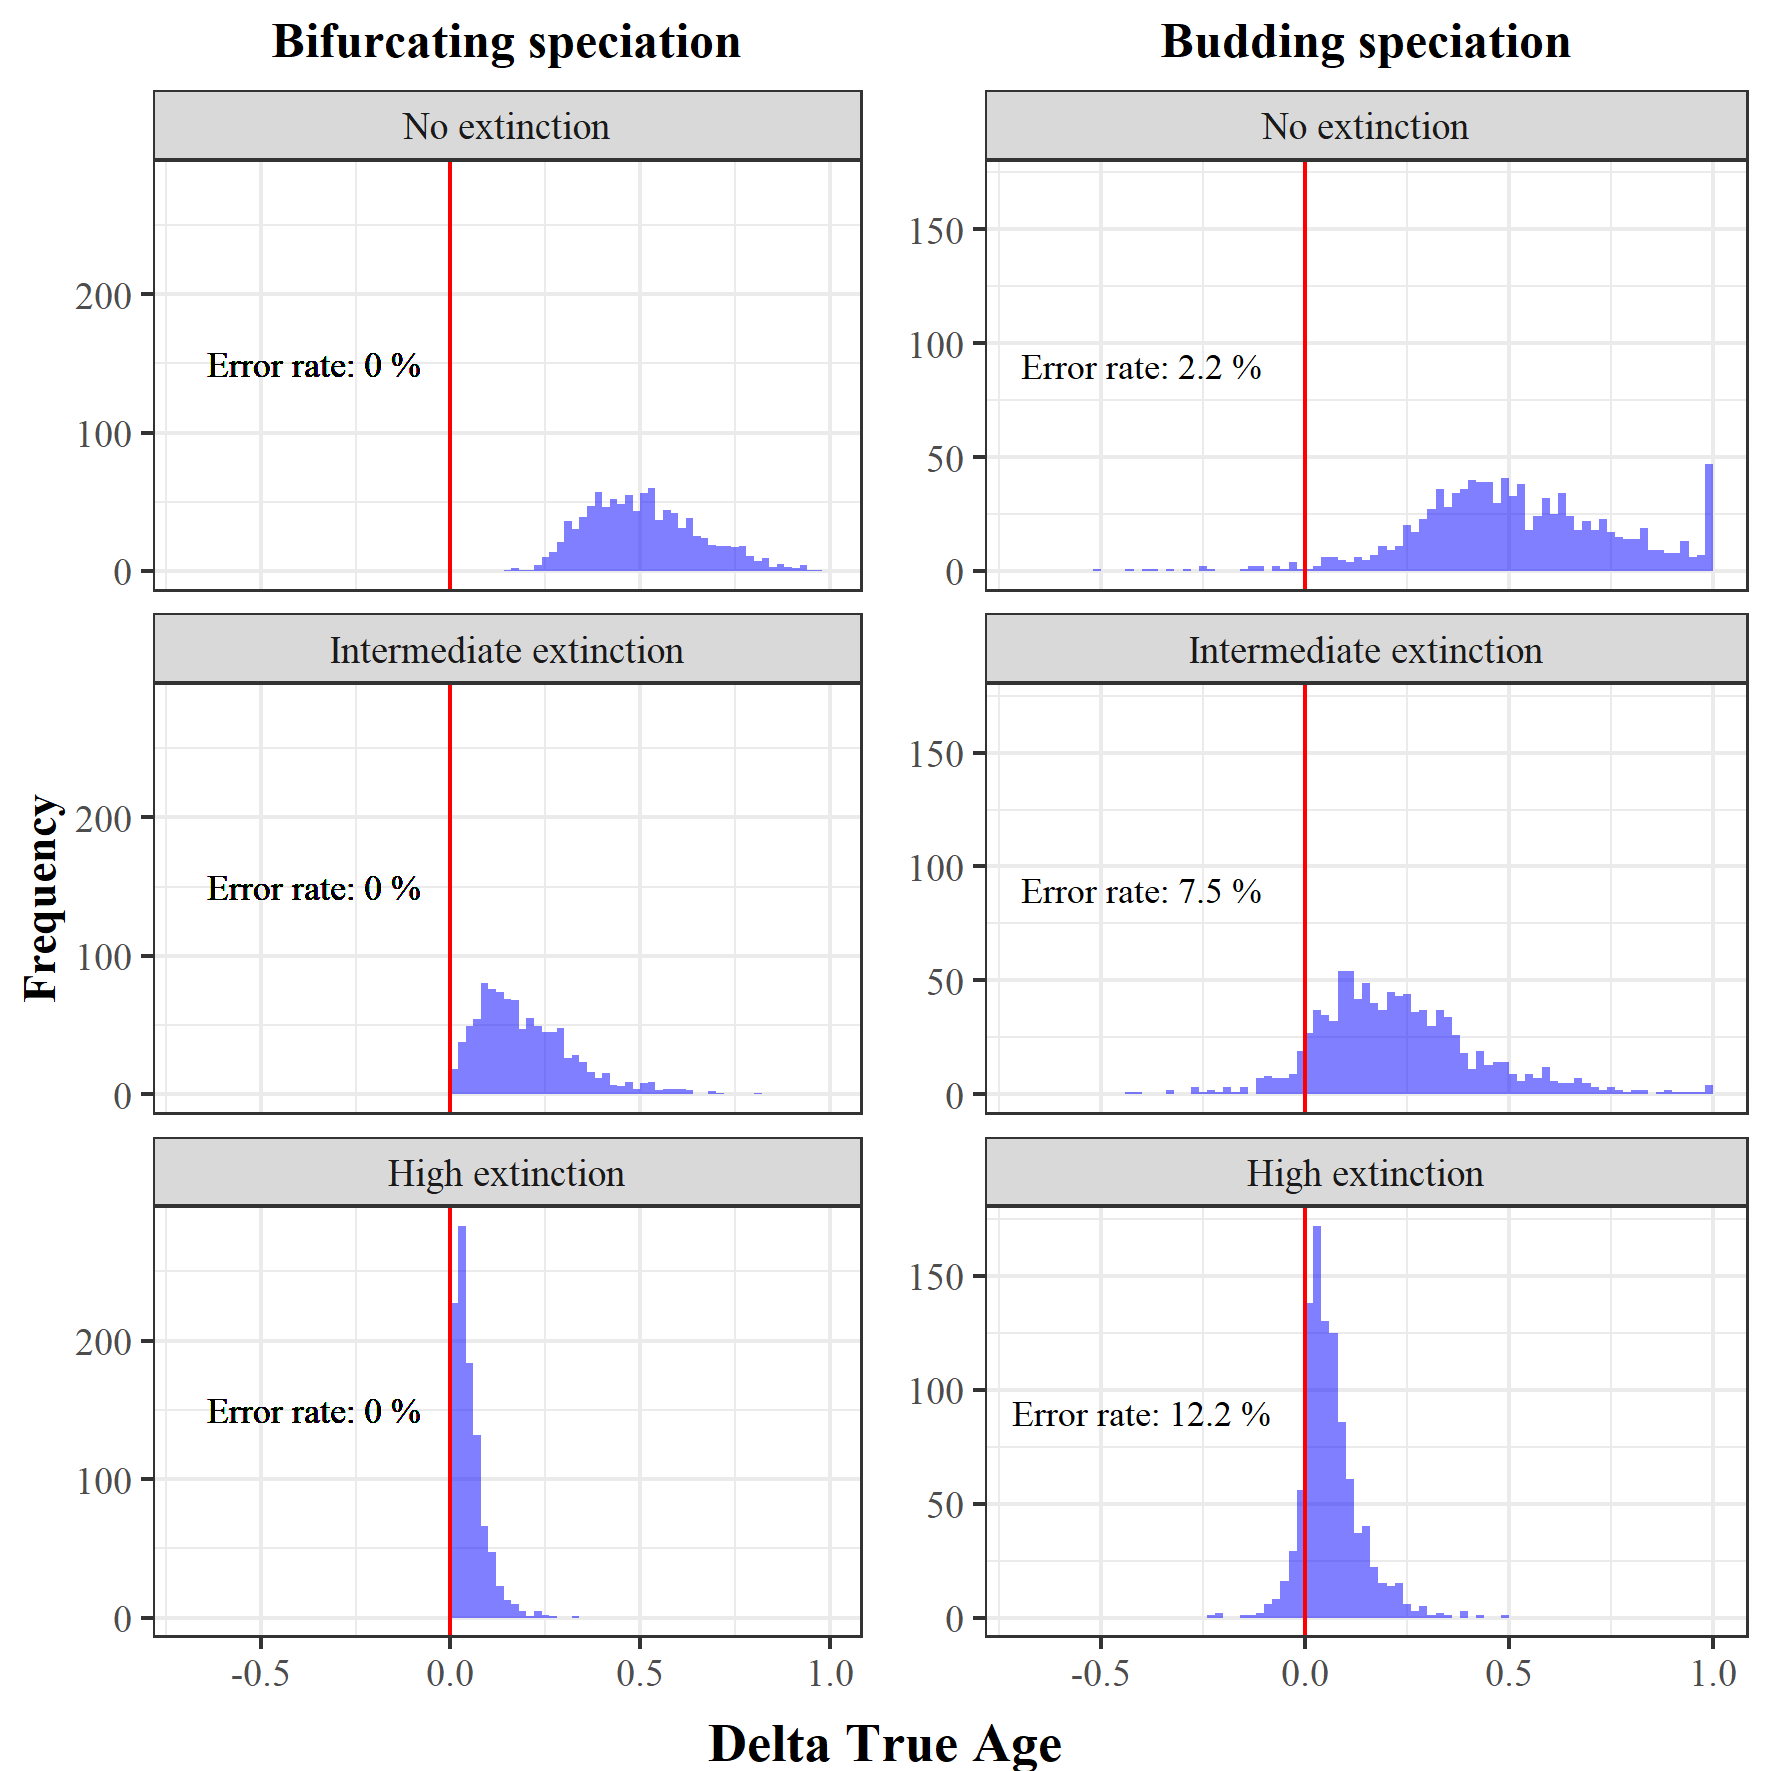 Bifurcating speciation
Budding speciation
No extinction
No extinction
200
100
0
Error rate: 0 %
150
100
50
0
Error rate: 2.2 %
Intermediate extinction
Intermediate extinction
Frequency
200
100
0
Error rate: 0 %
150
100
50
0
Error rate: 7.5 %
High extinction
High extinction
200
100
0
Error rate: 0 %
150
100
50
0
Error rate: 12.2 %
-0.5 0.0 0.5 1.0
-0.5 0.0 0.5 1.0
Delta True Age